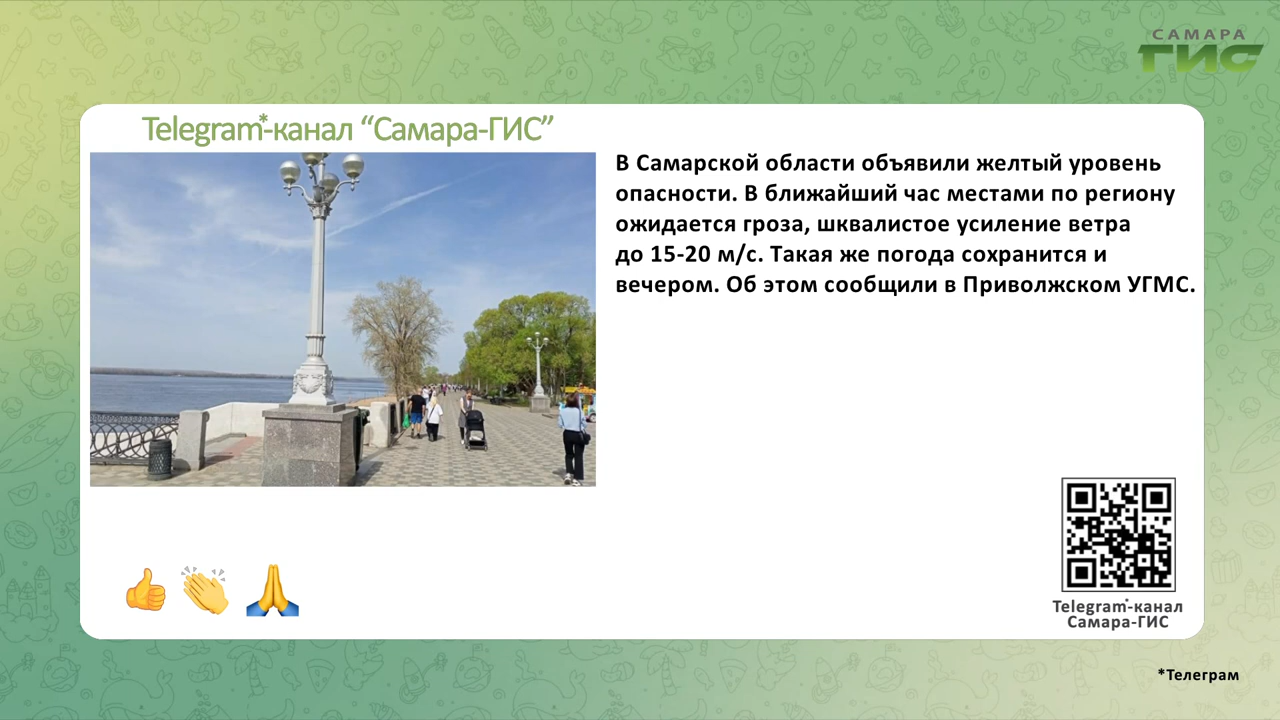 САМАРА
ГИС
Telegram*-канал “Самара-ГИС”
В Самарской области объявили желтый уровень
опасности. В ближайший час местами по региону
ожидается гроза, шквалистое усиление ветра
до 15-20 м/с. Такая же погода сохранится и
вечером. Об этом сообщили в Приволжском УГМС.
Telegram*-канал
Самара-ГИС
*Телеграм